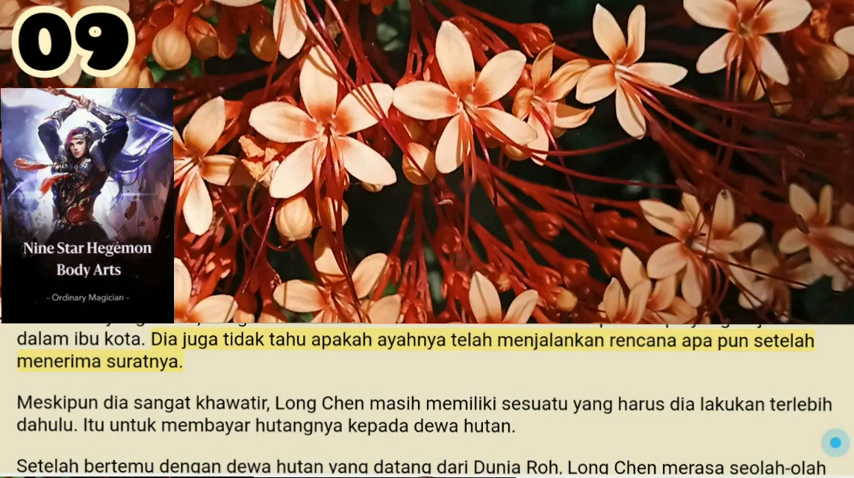 09
Nine Star Hegemon
Body Arts
- Ordinary Magician -
dalam ibu kota. Dia juga tidak tahu apakah ayahnya telah menjalankan rencana apa pun setelah
menerima suratnya.
Meskipun dia sangat khawatir, Long Chen masih memiliki sesuatu yang harus dia lakukan terlebih
dahulu. Itu untuk membayar hutangnya kepada dewa hutan.
Setelah bertemu dengan dewa hutan yang datang dari Dunia Roh, Long Chen merasa seolah-olah